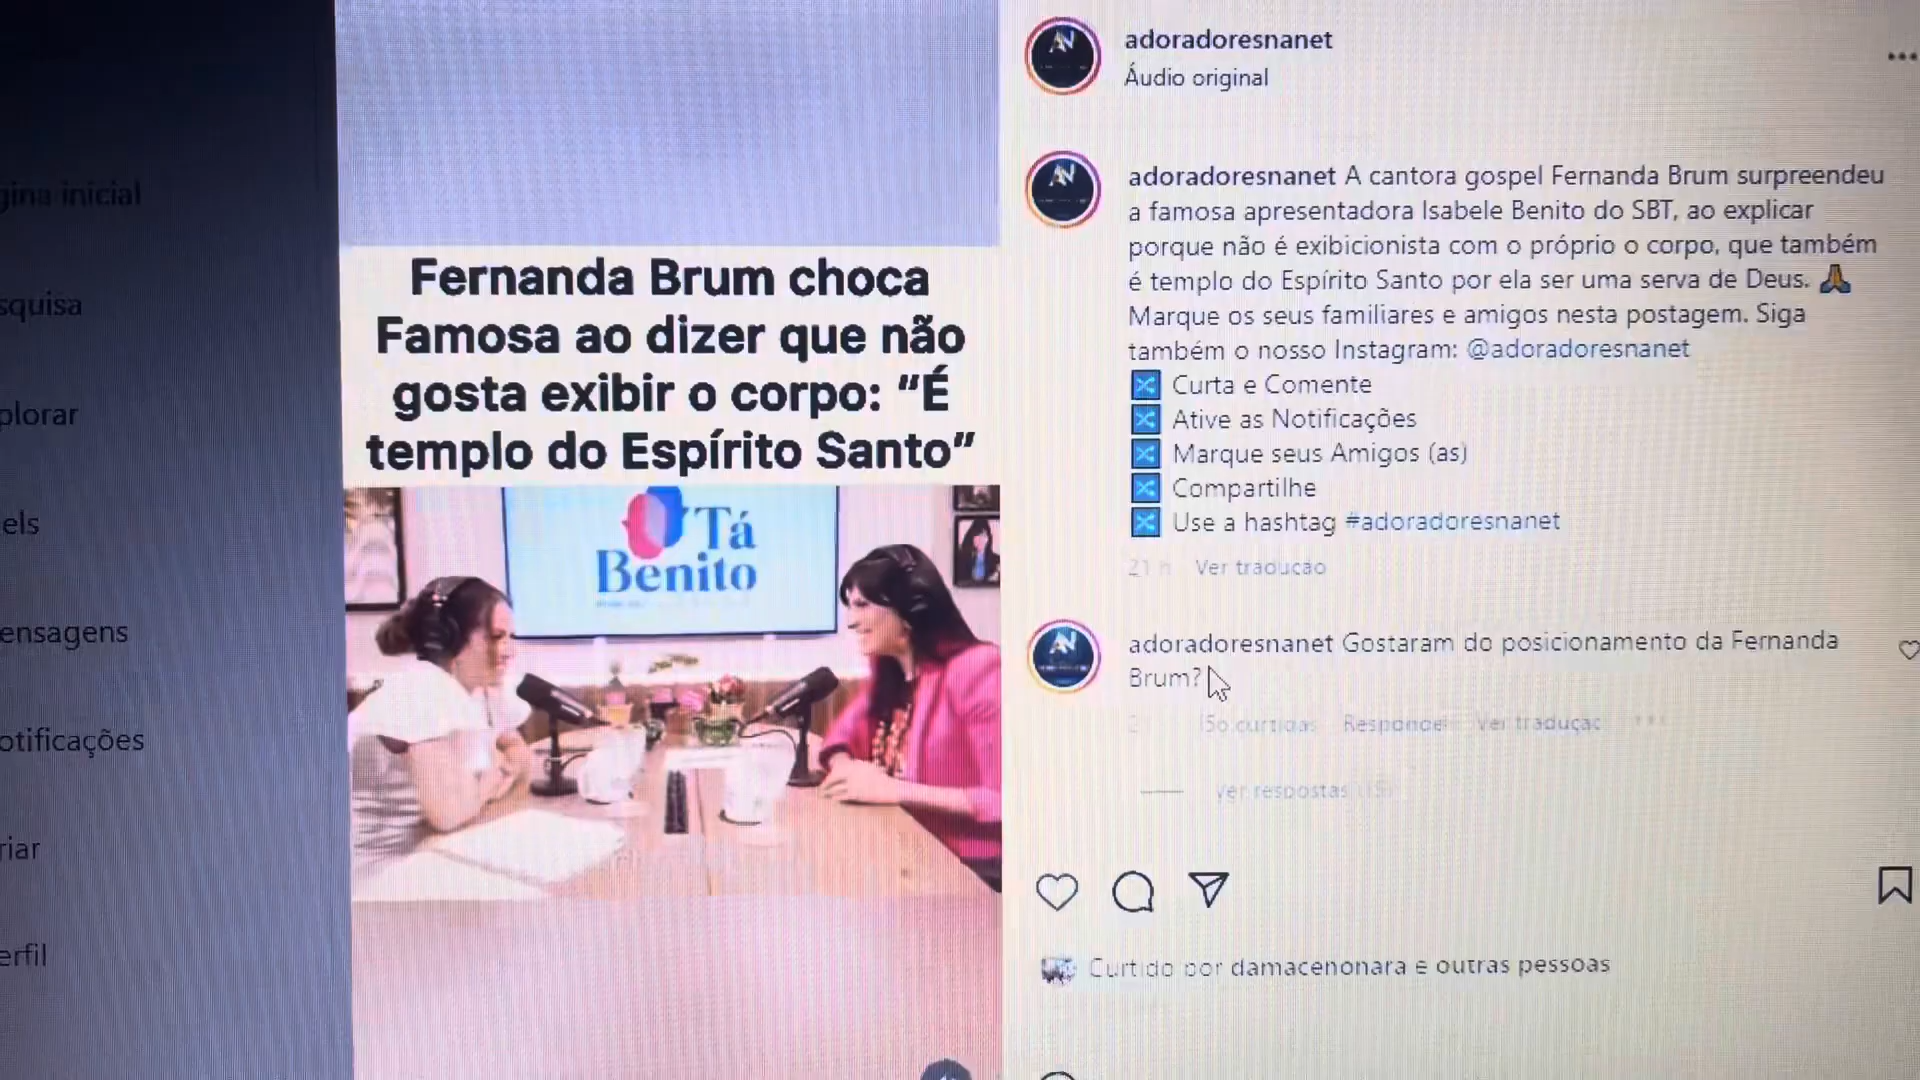 gina inicial
squisa
plorar
els
ensagens
otificações
riar
erfil
Fernanda Brum choca
Famosa ao dizer que não
gosta exibir o corpo: “É
templo do Espírito Santo”
Tá
Benito
adoradoresnanet
Áudio original
adoradoresnanet A cantora gospel Fernanda Brum surpreendeu
a famosa apresentadora Isabele Benito do SBT, ao explicar
porque não é exibicionista com o próprio o corpo, que também
é templo do Espírito Santo por ela ser uma serva de Deus. 🙏
Marque os seus familiares e amigos nesta postagem. Siga
também o nosso Instagram: @adoradoresnanet
🔀 Curta e Comente
🔀 Ative as Notificações
🔀 Marque seus Amigos (as)
🔀 Compartilhe
🔀 Use a hashtag #adoradoresnanet
21 h Ver tradução
adoradoresnanet Gostaram do posicionamento da Fernanda
Brum?
curtidas Responder Ver tradução
Ver respostas
Curtido por damacenonara e outras pessoas